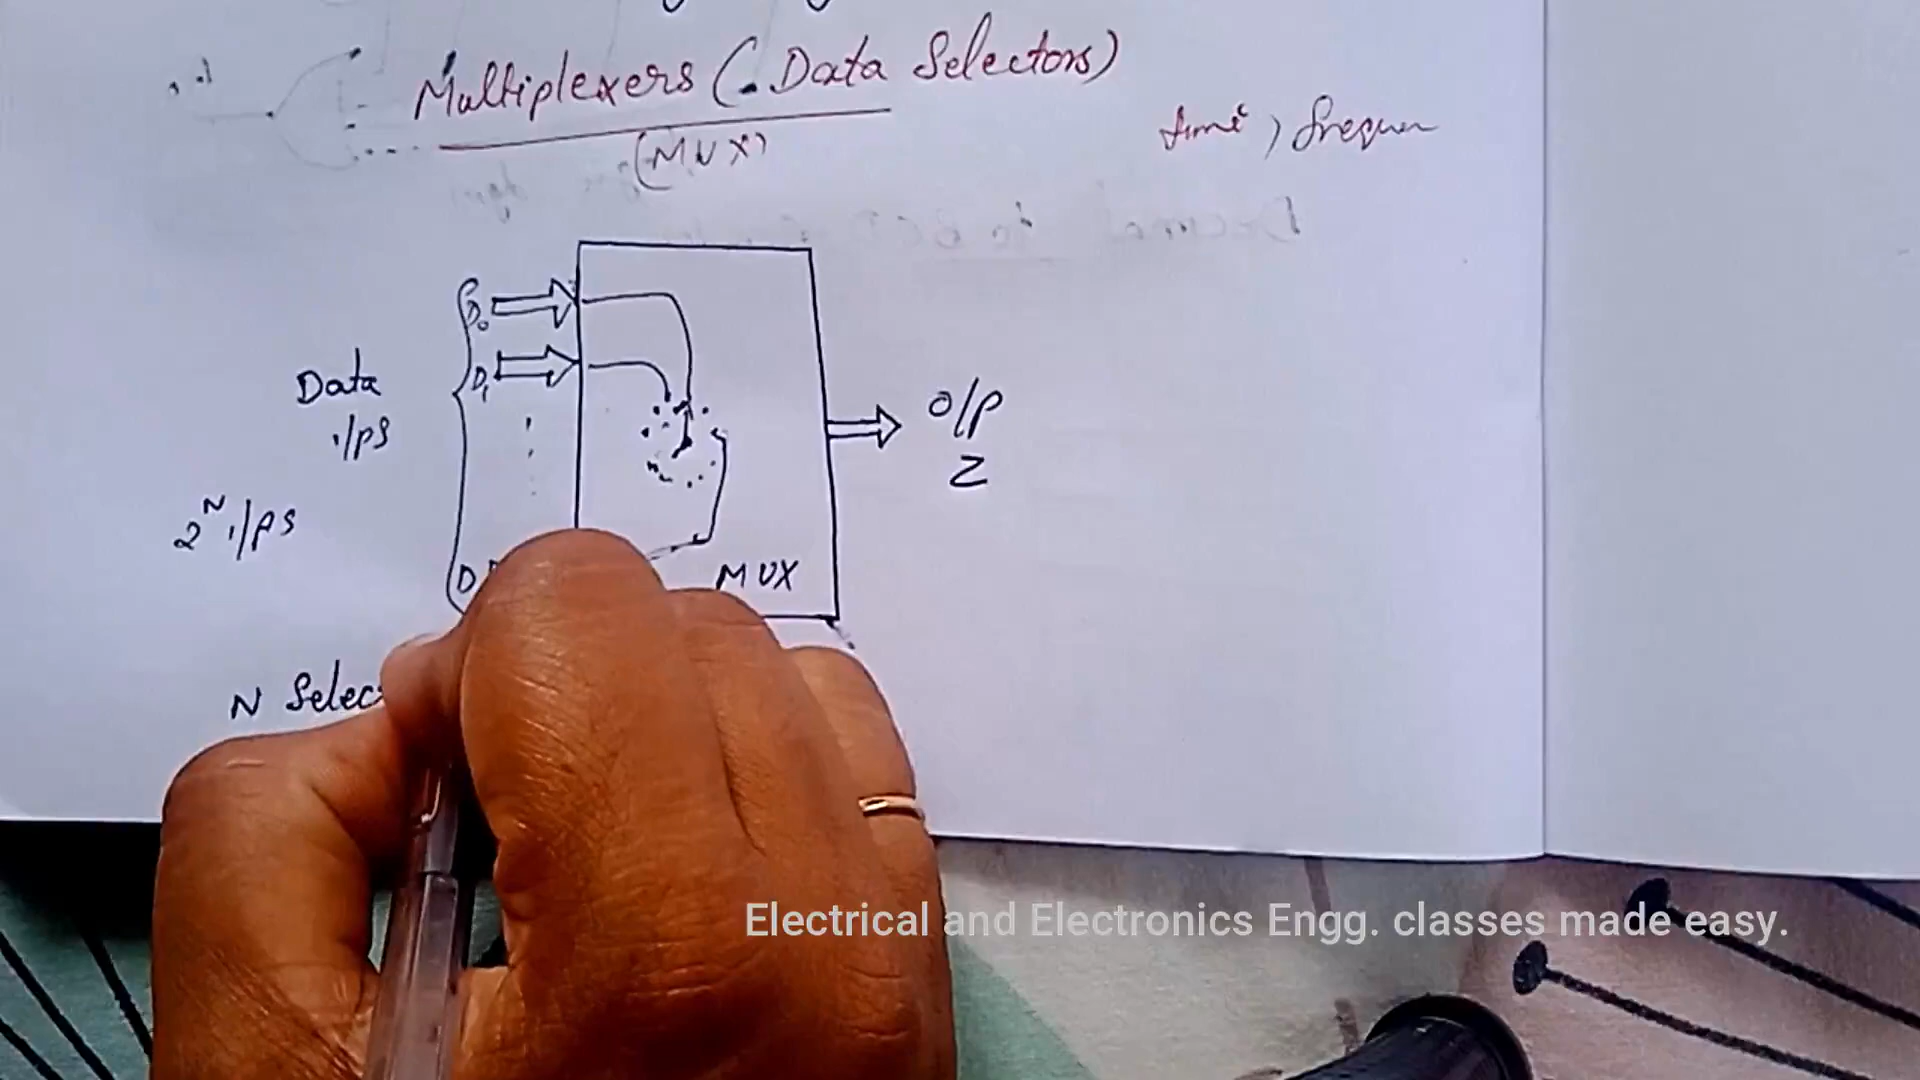 Multiplexers (Data Selectors)
(MUX)
time, frequen
D0
D1
Data
i/ps
O/P
Z
2^N i/ps
D
MUX
N Selec
Electrical and Electronics Engg. classes made easy.